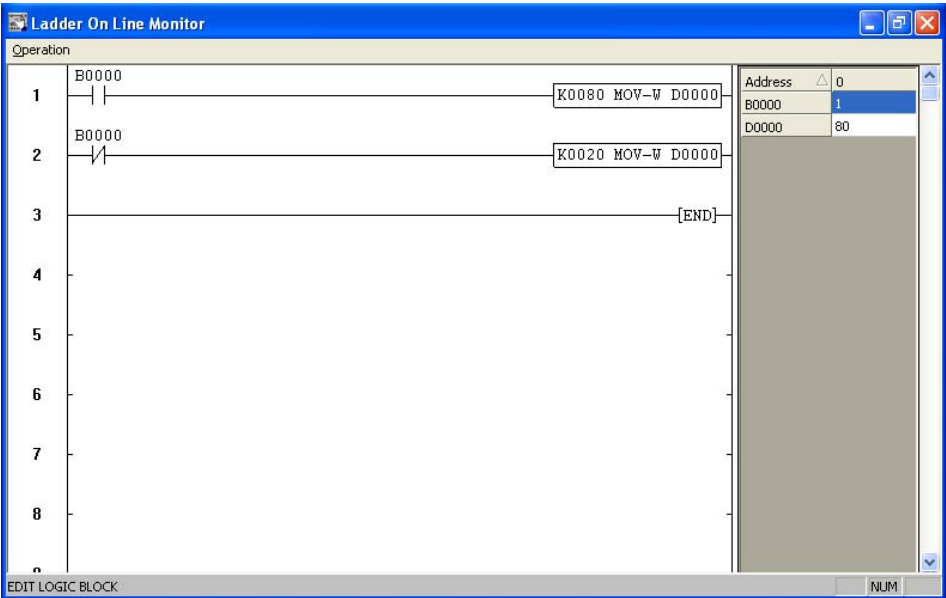 Ladder On Line Monitor
Operation
B0000
1
K0080 MOV-W D0000
B0000
2
K0020 MOV-W D0000
3
[END]
4
5
6
7
8
Address 0
B0000 1
D0000 80
EDIT LOGIC BLOCK
NUM